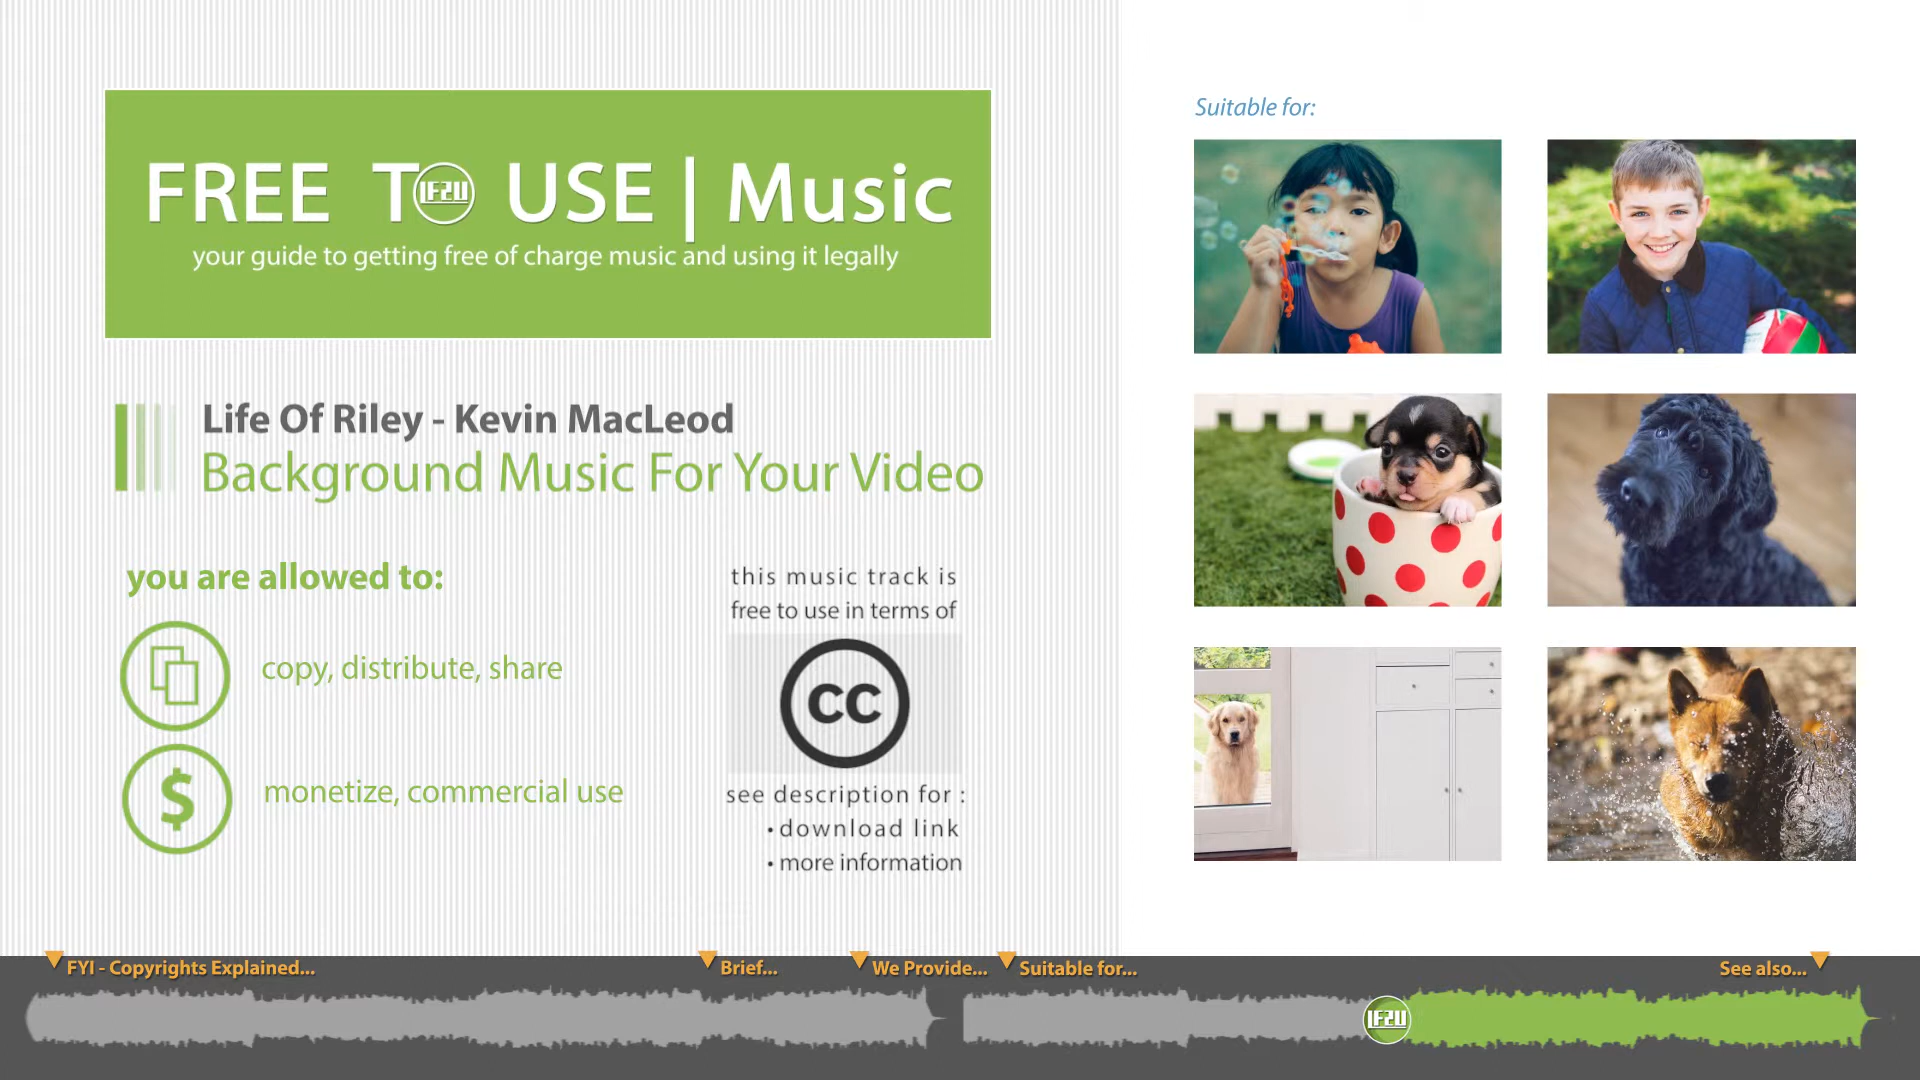 FREE TO USE | Music
your guide to getting free of charge music and using it legally
Life Of Riley - Kevin MacLeod
Background Music For Your Video
you are allowed to:
copy, distribute, share
$
monetize, commercial use
this music track is
free to use in terms of
CC
see description for :
• download link
• more information
Suitable for:
FYI - Copyrights Explained...
Brief...
We Provide...
Suitable for...
See also...
IF2U